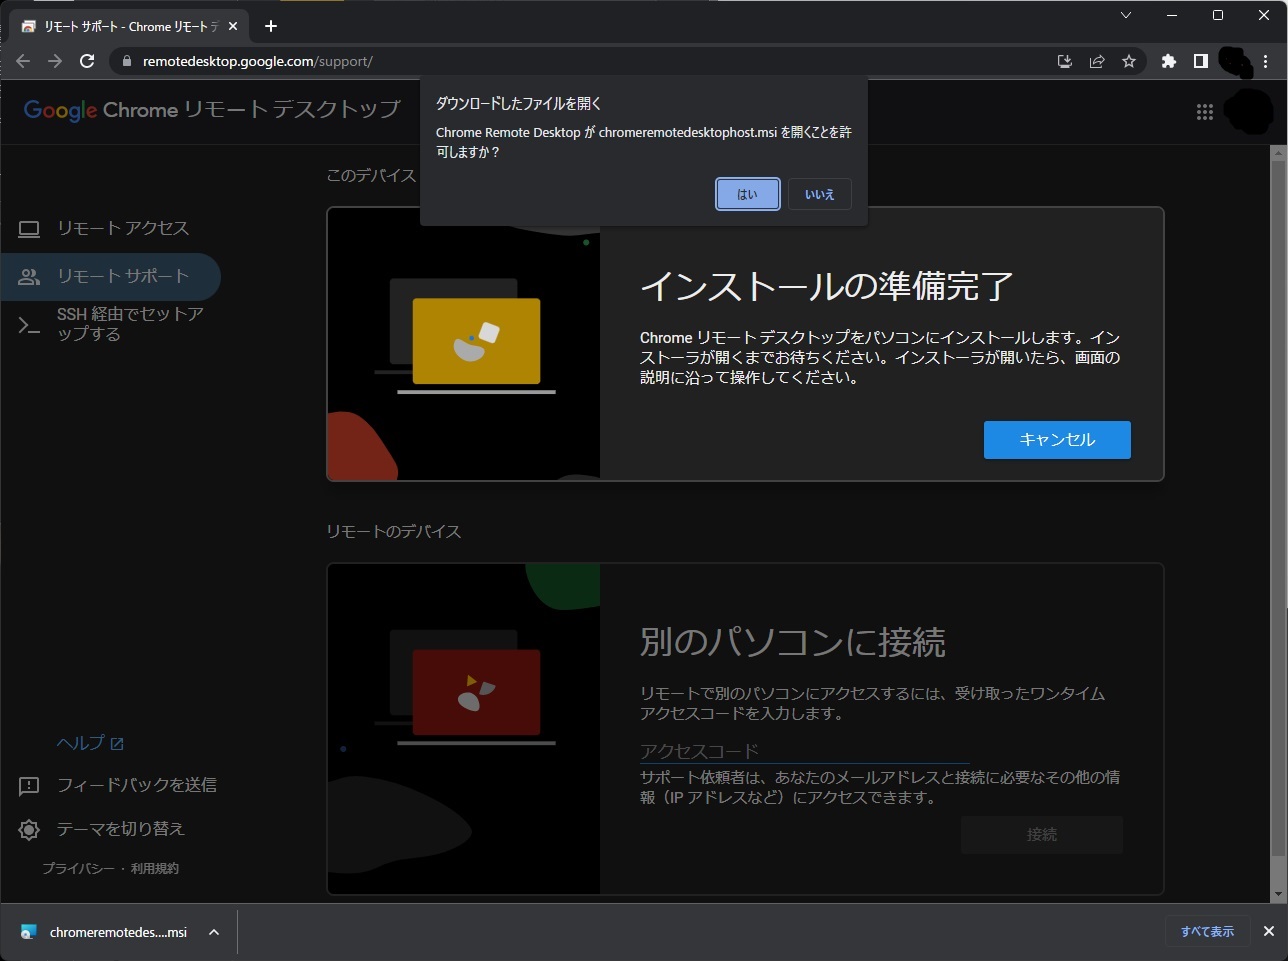 リモート サポート - Chrome リモート デ
remotedesktop.google.com/support/
Google Chrome リモート デスクトップ
ダウンロードしたファイルを開く
Chrome Remote Desktop が chromeremotedesktophost.msi を開くことを許
可しますか？
はい
いいえ
このデバイス
リモート アクセス
リモート サポート
SSH 経由でセットア
ップする
インストールの準備完了
Chrome リモート デスクトップをパソコンにインストールします。イン
ストーラが開くまでお待ちください。インストーラが開いたら、画面の
説明に沿って操作してください。
キャンセル
リモートのデバイス
別のパソコンに接続
リモートで別のパソコンにアクセスするには、受け取ったワンタイム
アクセスコードを入力します。
アクセスコード
サポート依頼者は、あなたのメールアドレスと接続に必要なその他の情
報（IP アドレスなど）にアクセスできます。
接続
ヘルプ
フィードバックを送信
テーマを切り替え
プライバシー・利用規約
chromeremotedes....msi
すべて表示